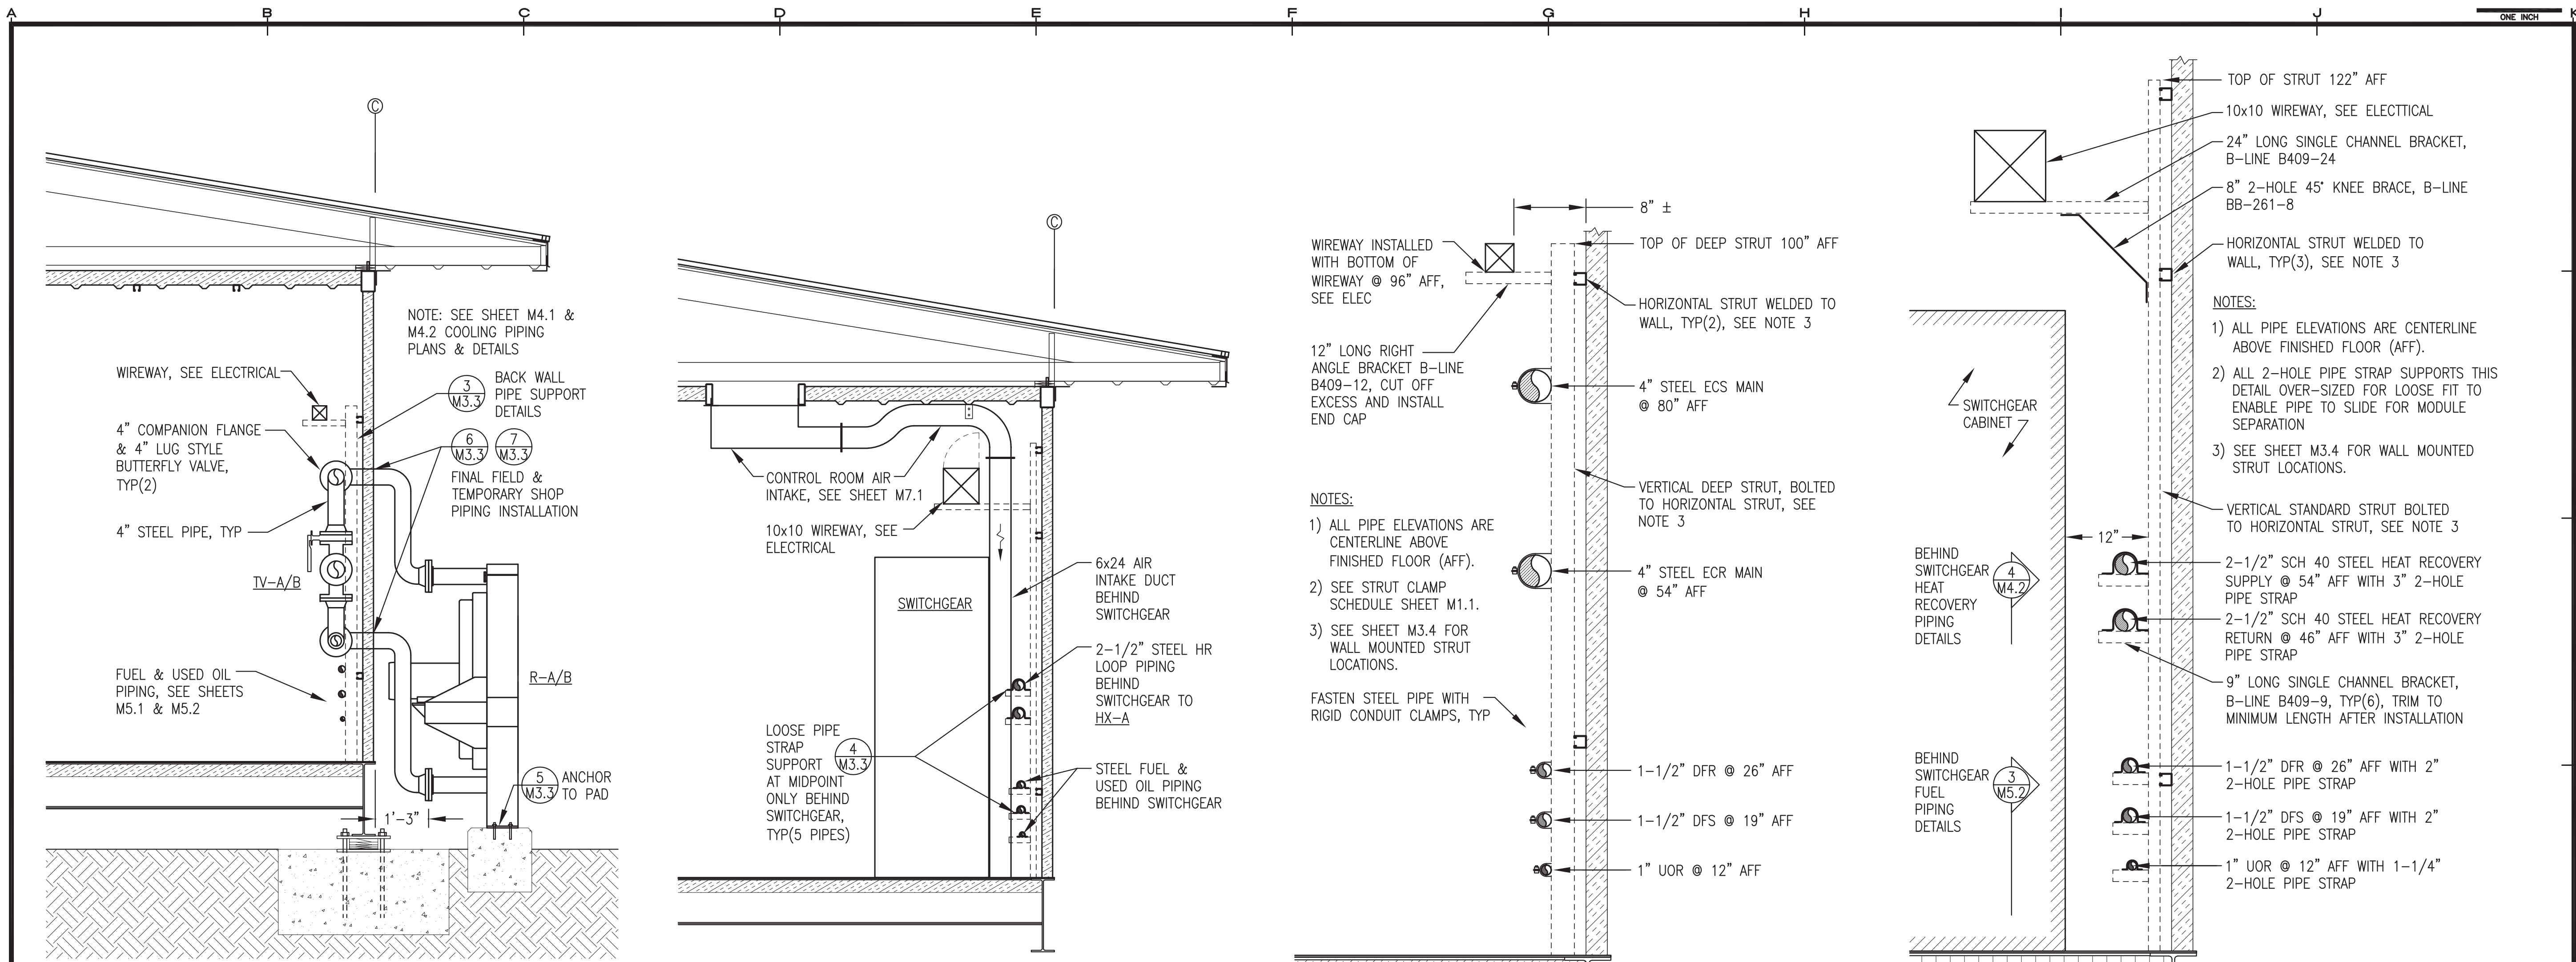 A
B
C
D
E
F
G
H
I
J
K
ONE INCH
C
NOTE: SEE SHEET M4.1 &
M4.2 COOLING PIPING
PLANS & DETAILS
WIREWAY, SEE ELECTRICAL
3
M3.3
BACK WALL
PIPE SUPPORT
DETAILS
4" COMPANION FLANGE
& 4" LUG STYLE
BUTTERFLY VALVE,
TYP(2)
6
M3.3
7
M3.3
FINAL FIELD &
TEMPORARY SHOP
PIPING INSTALLATION
4" STEEL PIPE, TYP
TV-A/B
FUEL & USED OIL
PIPING, SEE SHEETS
M5.1 & M5.2
R-A/B
5
M3.3
ANCHOR
TO PAD
1'-3"
C
CONTROL ROOM AIR
INTAKE, SEE SHEET M7.1
10x10 WIREWAY, SEE
ELECTRICAL
SWITCHGEAR
6x24 AIR
INTAKE DUCT
BEHIND
SWITCHGEAR
2-1/2" STEEL HR
LOOP PIPING
BEHIND
SWITCHGEAR TO
HX-A
LOOSE PIPE
STRAP
SUPPORT
AT MIDPOINT
ONLY BEHIND
SWITCHGEAR,
TYP(5 PIPES)
4
M3.3
STEEL FUEL &
USED OIL PIPING
BEHIND SWITCHGEAR
8" ±
WIREWAY INSTALLED
WITH BOTTOM OF
WIREWAY @ 96" AFF,
SEE ELEC
TOP OF DEEP STRUT 100" AFF
HORIZONTAL STRUT WELDED TO
WALL, TYP(2), SEE NOTE 3
12" LONG RIGHT
ANGLE BRACKET B-LINE
B409-12, CUT OFF
EXCESS AND INSTALL
END CAP
4" STEEL ECS MAIN
@ 80" AFF
VERTICAL DEEP STRUT, BOLTED
TO HORIZONTAL STRUT, SEE
NOTE 3
NOTES:
1) ALL PIPE ELEVATIONS ARE
CENTERLINE ABOVE
FINISHED FLOOR (AFF).
2) SEE STRUT CLAMP
SCHEDULE SHEET M1.1.
3) SEE SHEET M3.4 FOR
WALL MOUNTED STRUT
LOCATIONS.
4" STEEL ECR MAIN
@ 54" AFF
FASTEN STEEL PIPE WITH
RIGID CONDUIT CLAMPS, TYP
1-1/2" DFR @ 26" AFF
1-1/2" DFS @ 19" AFF
1" UOR @ 12" AFF
TOP OF STRUT 122" AFF
10x10 WIREWAY, SEE ELECTTICAL
24" LONG SINGLE CHANNEL BRACKET,
B-LINE B409-24
8" 2-HOLE 45° KNEE BRACE, B-LINE
BB-261-8
HORIZONTAL STRUT WELDED TO
WALL, TYP(3), SEE NOTE 3
NOTES:
1) ALL PIPE ELEVATIONS ARE CENTERLINE
ABOVE FINISHED FLOOR (AFF).
2) ALL 2-HOLE PIPE STRAP SUPPORTS THIS
DETAIL OVER-SIZED FOR LOOSE FIT TO
ENABLE PIPE TO SLIDE FOR MODULE
SEPARATION
3) SEE SHEET M3.4 FOR WALL MOUNTED
STRUT LOCATIONS.
SWITCHGEAR
CABINET
VERTICAL STANDARD STRUT BOLTED
TO HORIZONTAL STRUT, SEE NOTE 3
12"
BEHIND
SWITCHGEAR
HEAT
RECOVERY
PIPING
DETAILS
4
M4.2
2-1/2" SCH 40 STEEL HEAT RECOVERY
SUPPLY @ 54" AFF WITH 3" 2-HOLE
PIPE STRAP
2-1/2" SCH 40 STEEL HEAT RECOVERY
RETURN @ 46" AFF WITH 3" 2-HOLE
PIPE STRAP
9" LONG SINGLE CHANNEL BRACKET,
B-LINE B409-9, TYP(6), TRIM TO
MINIMUM LENGTH AFTER INSTALLATION
BEHIND
SWITCHGEAR
FUEL
PIPING
DETAILS
3
M5.2
1-1/2" DFR @ 26" AFF WITH 2"
2-HOLE PIPE STRAP
1-1/2" DFS @ 19" AFF WITH 2"
2-HOLE PIPE STRAP
1" UOR @ 12" AFF WITH 1-1/4"
2-HOLE PIPE STRAP